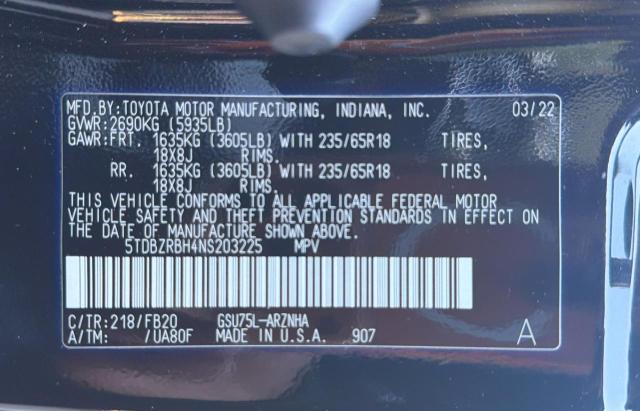 MFD.BY:TOYOTA MOTOR MANUFACTURING, INDIANA, INC. 03/22
GVWR:2690KG (5935LB)
GAWR:FRT. 1635KG (3605LB) WITH 235/65R18 TIRES,
18X8J RIMS.
RR. 1635KG (3605LB) WITH 235/65R18 TIRES,
18X8J RIMS.
THIS VEHICLE CONFORMS TO ALL APPLICABLE FEDERAL MOTOR
VEHICLE SAFETY AND THEFT PREVENTION STANDARDS IN EFFECT ON
THE DATE OF MANUFACTURE SHOWN ABOVE.
5TDBZRBH4NS203225 MPV
C/TR:218/FB20 GSU75L-ARZNHA
A/TM: /UA80F MADE IN U.S.A. 907 A